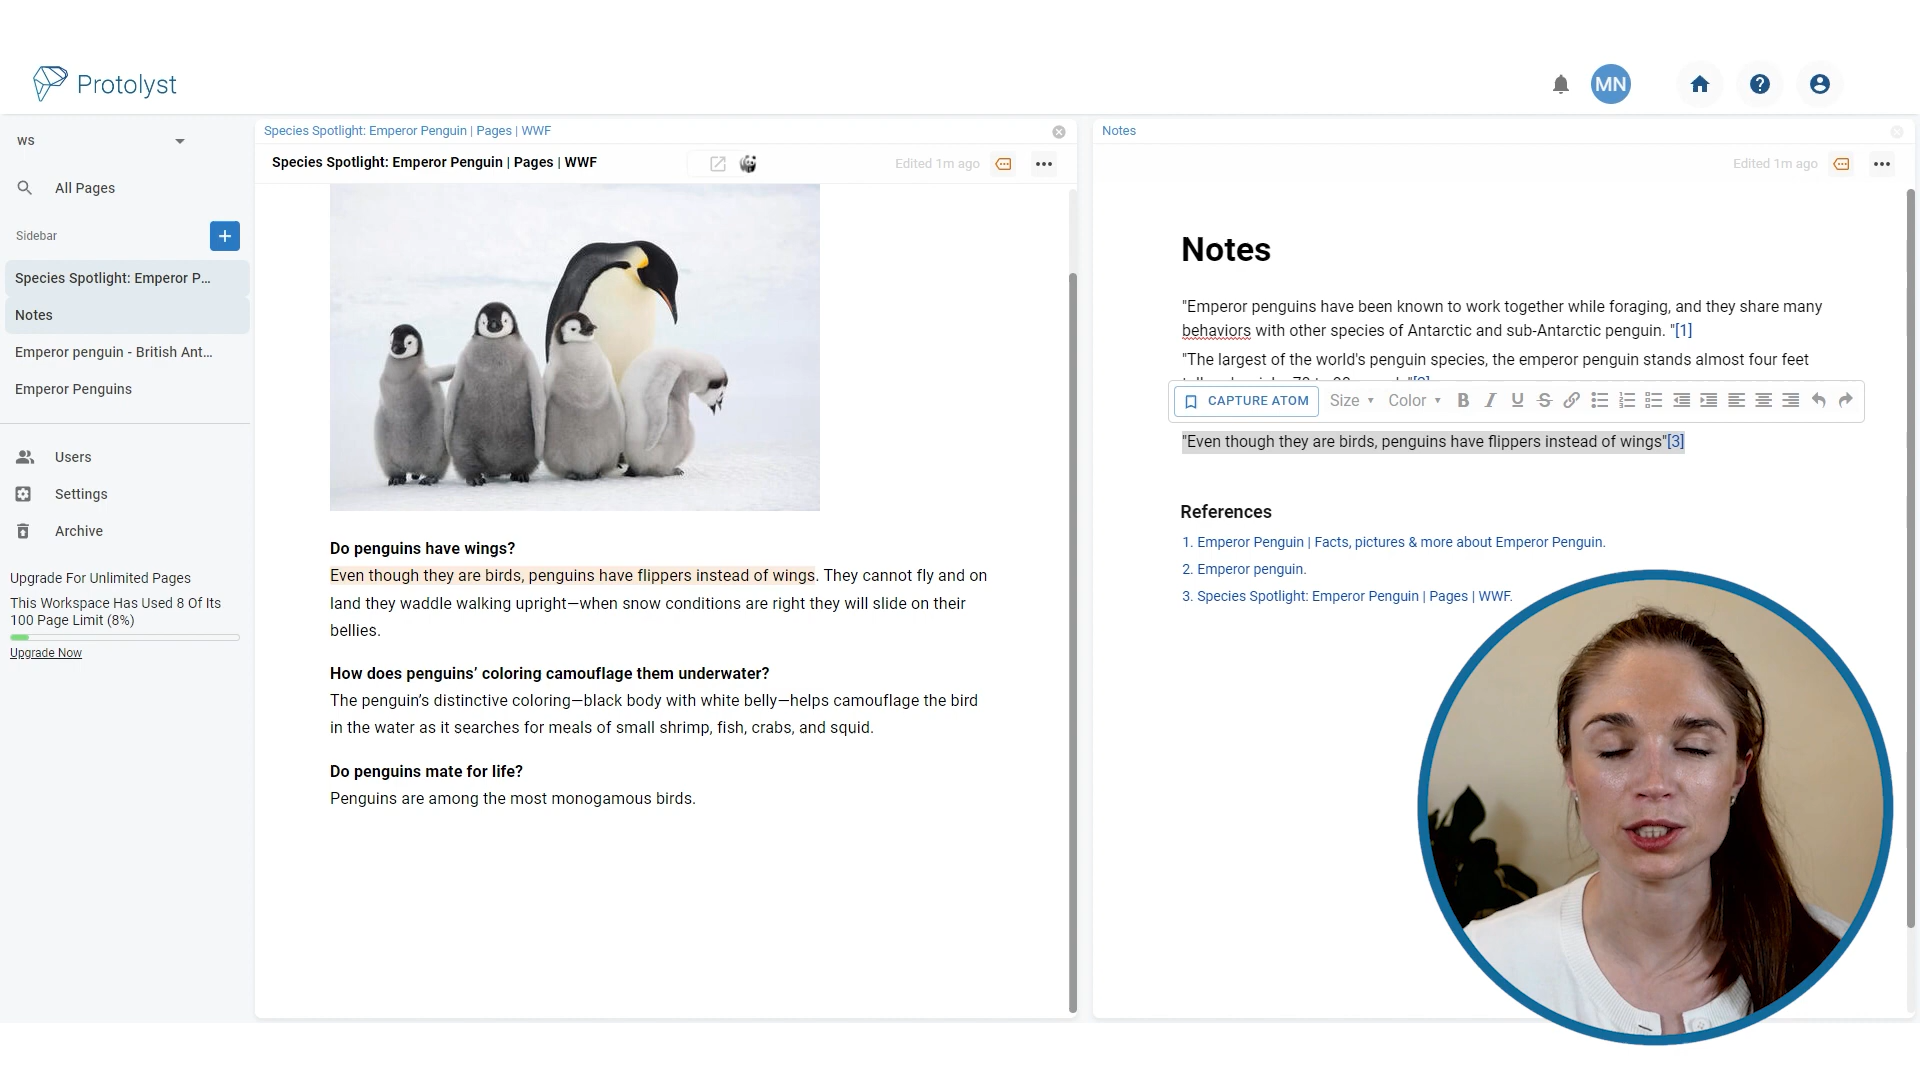 Protolyst
MN
WS
All Pages
Sidebar
Species Spotlight: Emperor P...
Notes
Emperor penguin - British Ant...
Emperor Penguins
Users
Settings
Archive
Upgrade For Unlimited Pages
This Workspace Has Used 8 Of Its
100 Page Limit (8%)
Upgrade Now
Species Spotlight: Emperor Penguin | Pages | WWF
Species Spotlight: Emperor Penguin | Pages | WWF
Edited 1m ago
Do penguins have wings?
Even though they are birds, penguins have flippers instead of wings. They cannot fly and on
land they waddle walking upright—when snow conditions are right they will slide on their
bellies.
How does penguins’ coloring camouflage them underwater?
The penguin’s distinctive coloring—black body with white belly—helps camouflage the bird
in the water as it searches for meals of small shrimp, fish, crabs, and squid.
Do penguins mate for life?
Penguins are among the most monogamous birds.
Notes
Edited 1m ago
Notes
"Emperor penguins have been known to work together while foraging, and they share many
behaviors with other species of Antarctic and sub-Antarctic penguin. "[1]
"The largest of the world's penguin species, the emperor penguin stands almost four feet
CAPTURE ATOM Size Color B I U S
"Even though they are birds, penguins have flippers instead of wings"[3]
References
1. Emperor Penguin | Facts, pictures & more about Emperor Penguin.
2. Emperor penguin.
3. Species Spotlight: Emperor Penguin | Pages | WWF.